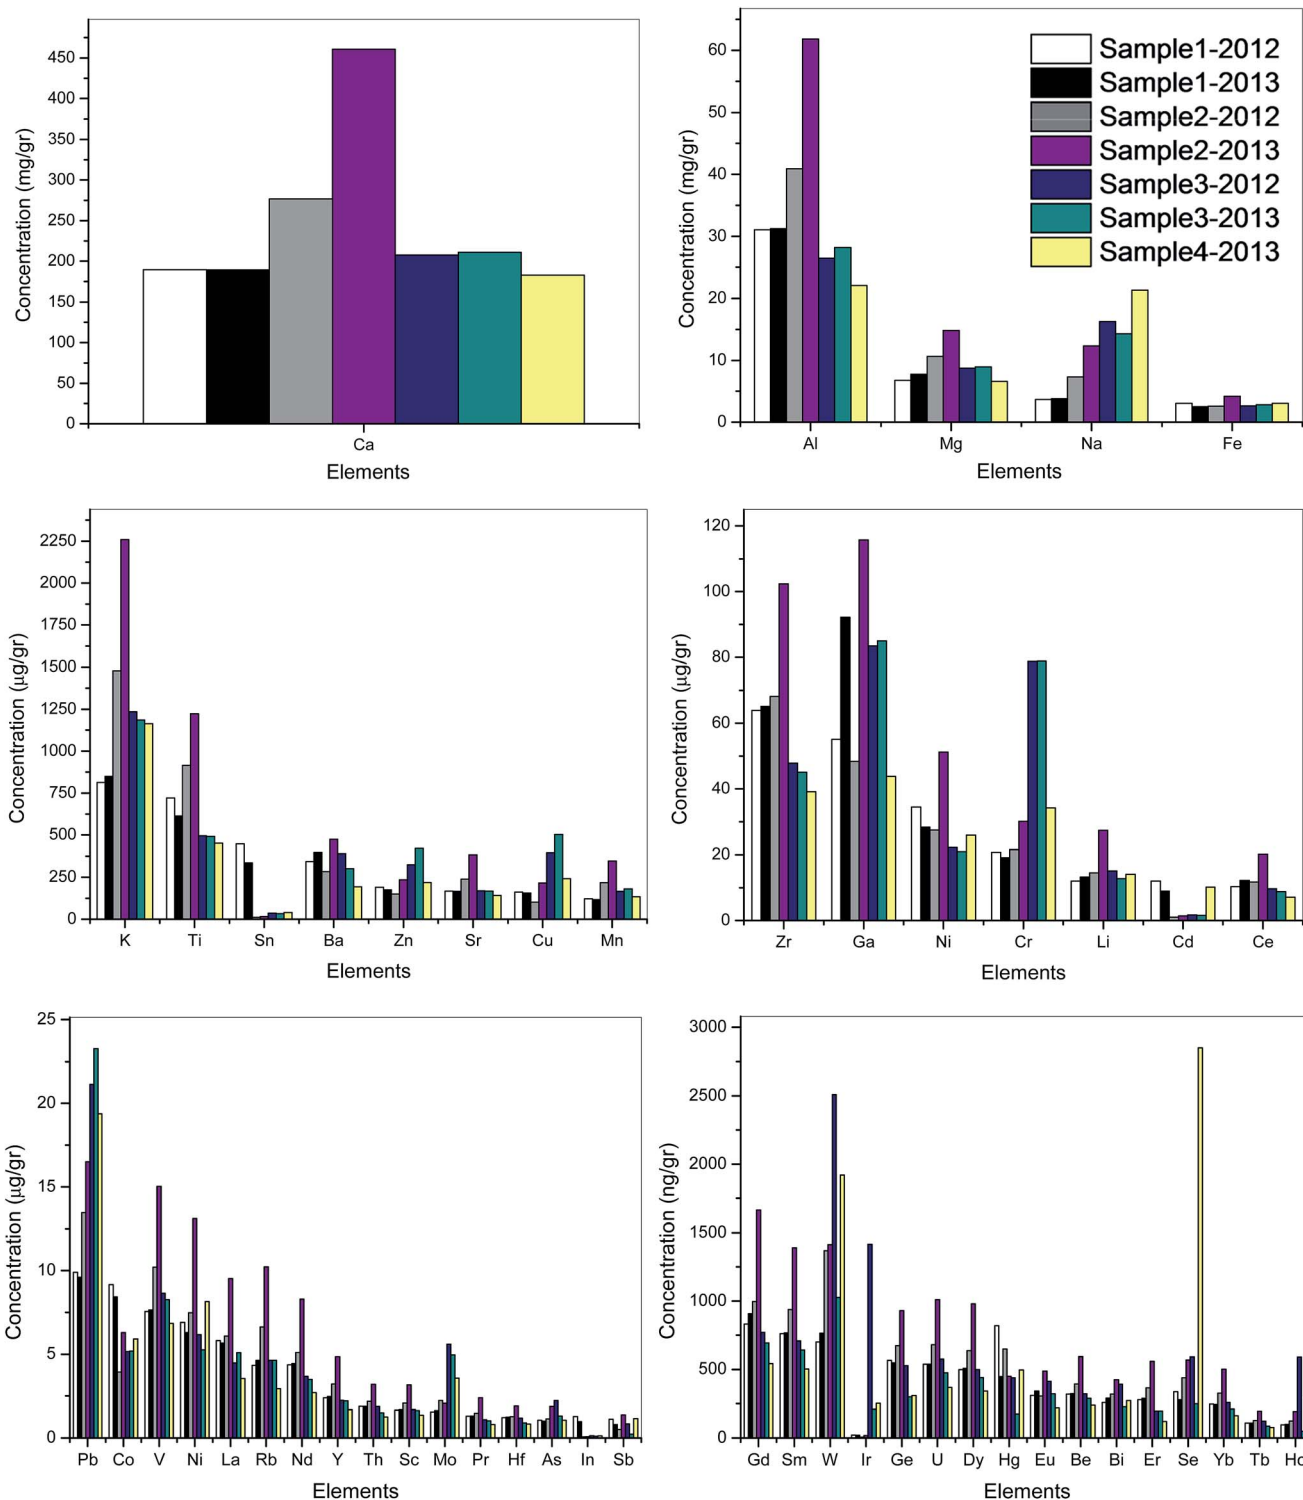 450
400
350
300
250
200
150
100
50
0
Concentration (mg/gr)
Ca
Elements
60
50
40
30
20
10
0
Concentration (mg/gr)
Sample1-2012
Sample1-2013
Sample2-2012
Sample2-2013
Sample3-2012
Sample3-2013
Sample4-2013
Al Mg Na Fe
Elements
2250
2000
1750
1500
1250
1000
750
500
250
0
Concentration (µg/gr)
K Ti Sn Ba Zn Sr Cu Mn
Elements
120
100
80
60
40
20
0
Concentration (µg/gr)
Zr Ga Ni Cr Li Cd Ce
Elements
25
20
15
10
5
0
Concentration (µg/gr)
Pb Co V Ni La Rb Nd Y Th Sc Mo Pr Hf As In Sb
Elements
3000
2500
2000
1500
1000
500
0
Concentration (ng/gr)
Gd Sm W Ir Ge U Dy Hg Eu Be Bi Er Se Yb Tb Ho
Elements